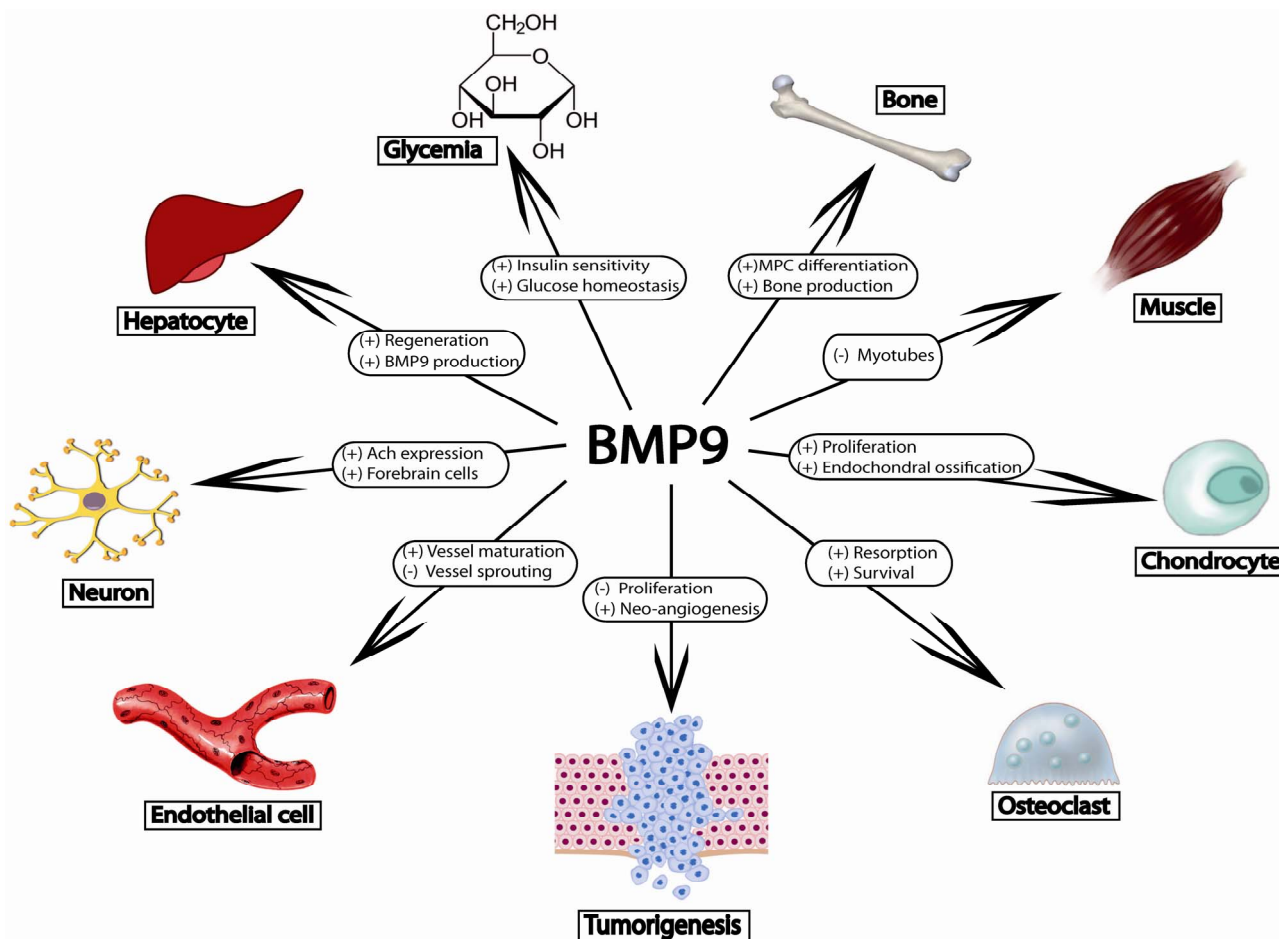 CH2OH
O
OH
OH
OH
OH
OH
Glycemia
Bone
Muscle
Hepatocyte
(+) Insulin sensitivity
(+) Glucose homeostasis
(+)MPC differentiation
(+) Bone production
(+) Regeneration
(+) BMP9 production
(-) Myotubes
BMP9
(+) Ach expression
(+) Forebrain cells
(+) Proliferation
(+) Endochondral ossification
Neuron
Chondrocyte
(+) Vessel maturation
(-) Vessel sprouting
(-) Proliferation
(+) Neo-angiogenesis
(+) Resorption
(+) Survival
Endothelial cell
Osteoclast
Tumorigenesis